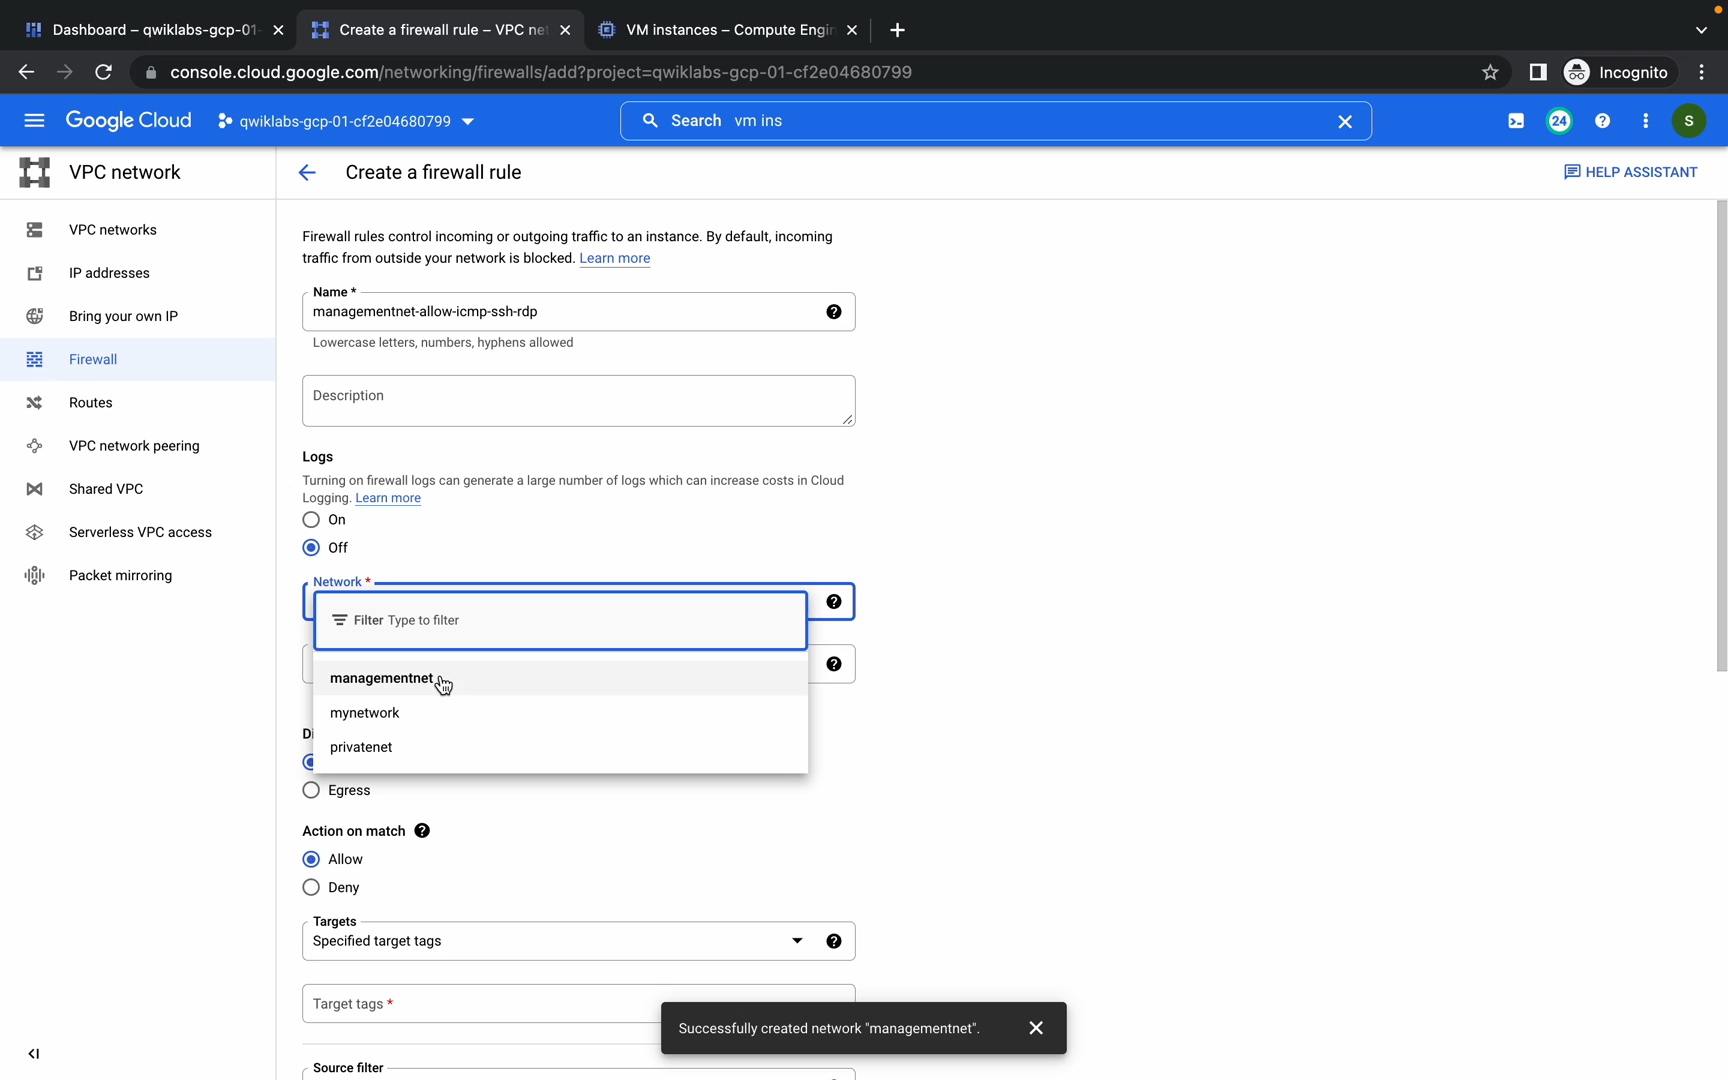 Dashboard – qwiklabs-gcp-01-
Create a firewall rule – VPC net
VM instances – Compute Engin
console.cloud.google.com/networking/firewalls/add?project=qwiklabs-gcp-01-cf2e04680799
Incognito
Google Cloud
qwiklabs-gcp-01-cf2e04680799
Search vm ins
24
S
VPC network
Create a firewall rule
HELP ASSISTANT
VPC networks
IP addresses
Bring your own IP
Firewall
Routes
VPC network peering
Shared VPC
Serverless VPC access
Packet mirroring
Firewall rules control incoming or outgoing traffic to an instance. By default, incoming
traffic from outside your network is blocked. Learn more
Name *
managementnet-allow-icmp-ssh-rdp
Lowercase letters, numbers, hyphens allowed
Description
Logs
Turning on firewall logs can generate a large number of logs which can increase costs in Cloud
Logging. Learn more
On
Off
Network *
Filter Type to filter
managementnet
mynetwork
privatenet
Di
Egress
Action on match
Allow
Deny
Targets
Specified target tags
Target tags *
Successfully created network "managementnet".
Source filter